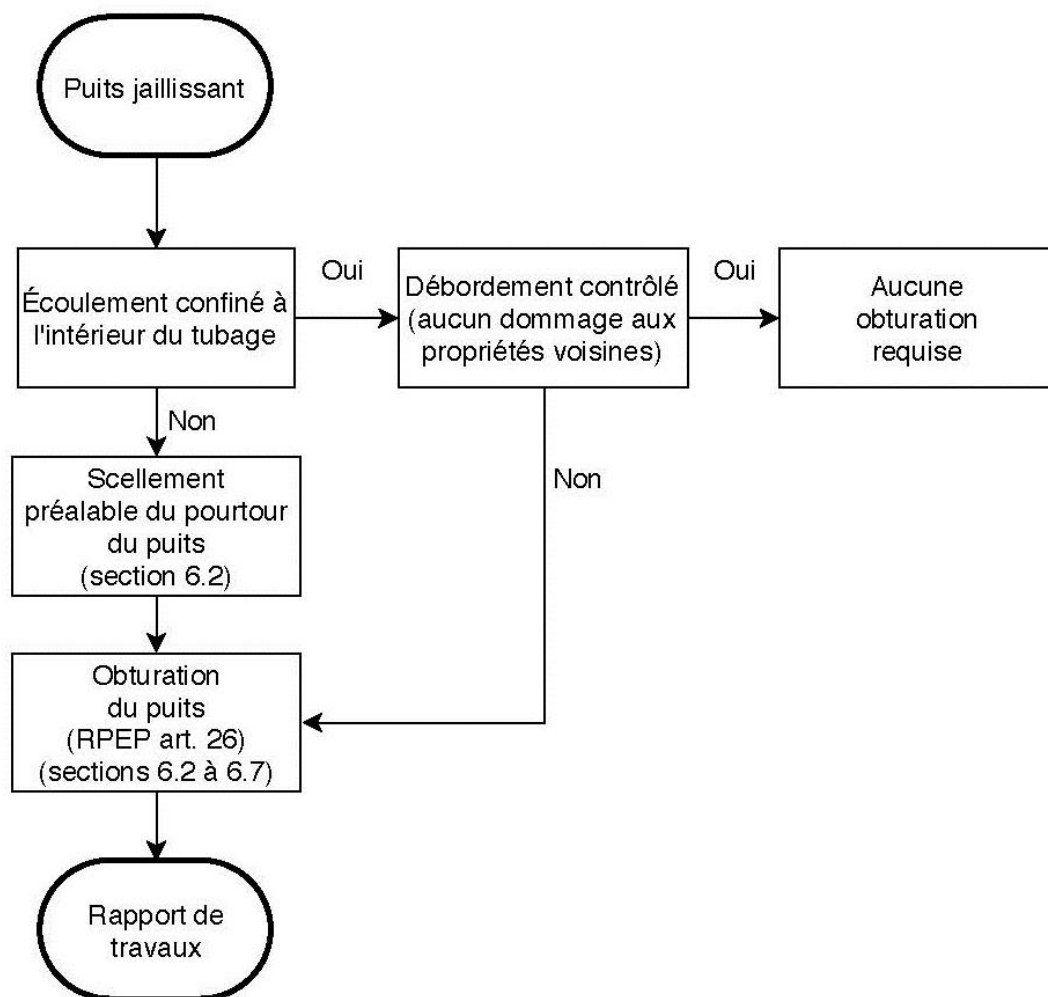 Puits jaillissant
Écoulement confiné à
l'intérieur du tubage
Oui
Débordement contrôlé
(aucun dommage aux
propriétés voisines)
Oui
Aucune
obturation
requise
Non
Scellement
préalable du pourtour
du puits
(section 6.2)
Non
Obturation
du puits
(RPEP art. 26)
(sections 6.2 à 6.7)
Rapport de
travaux